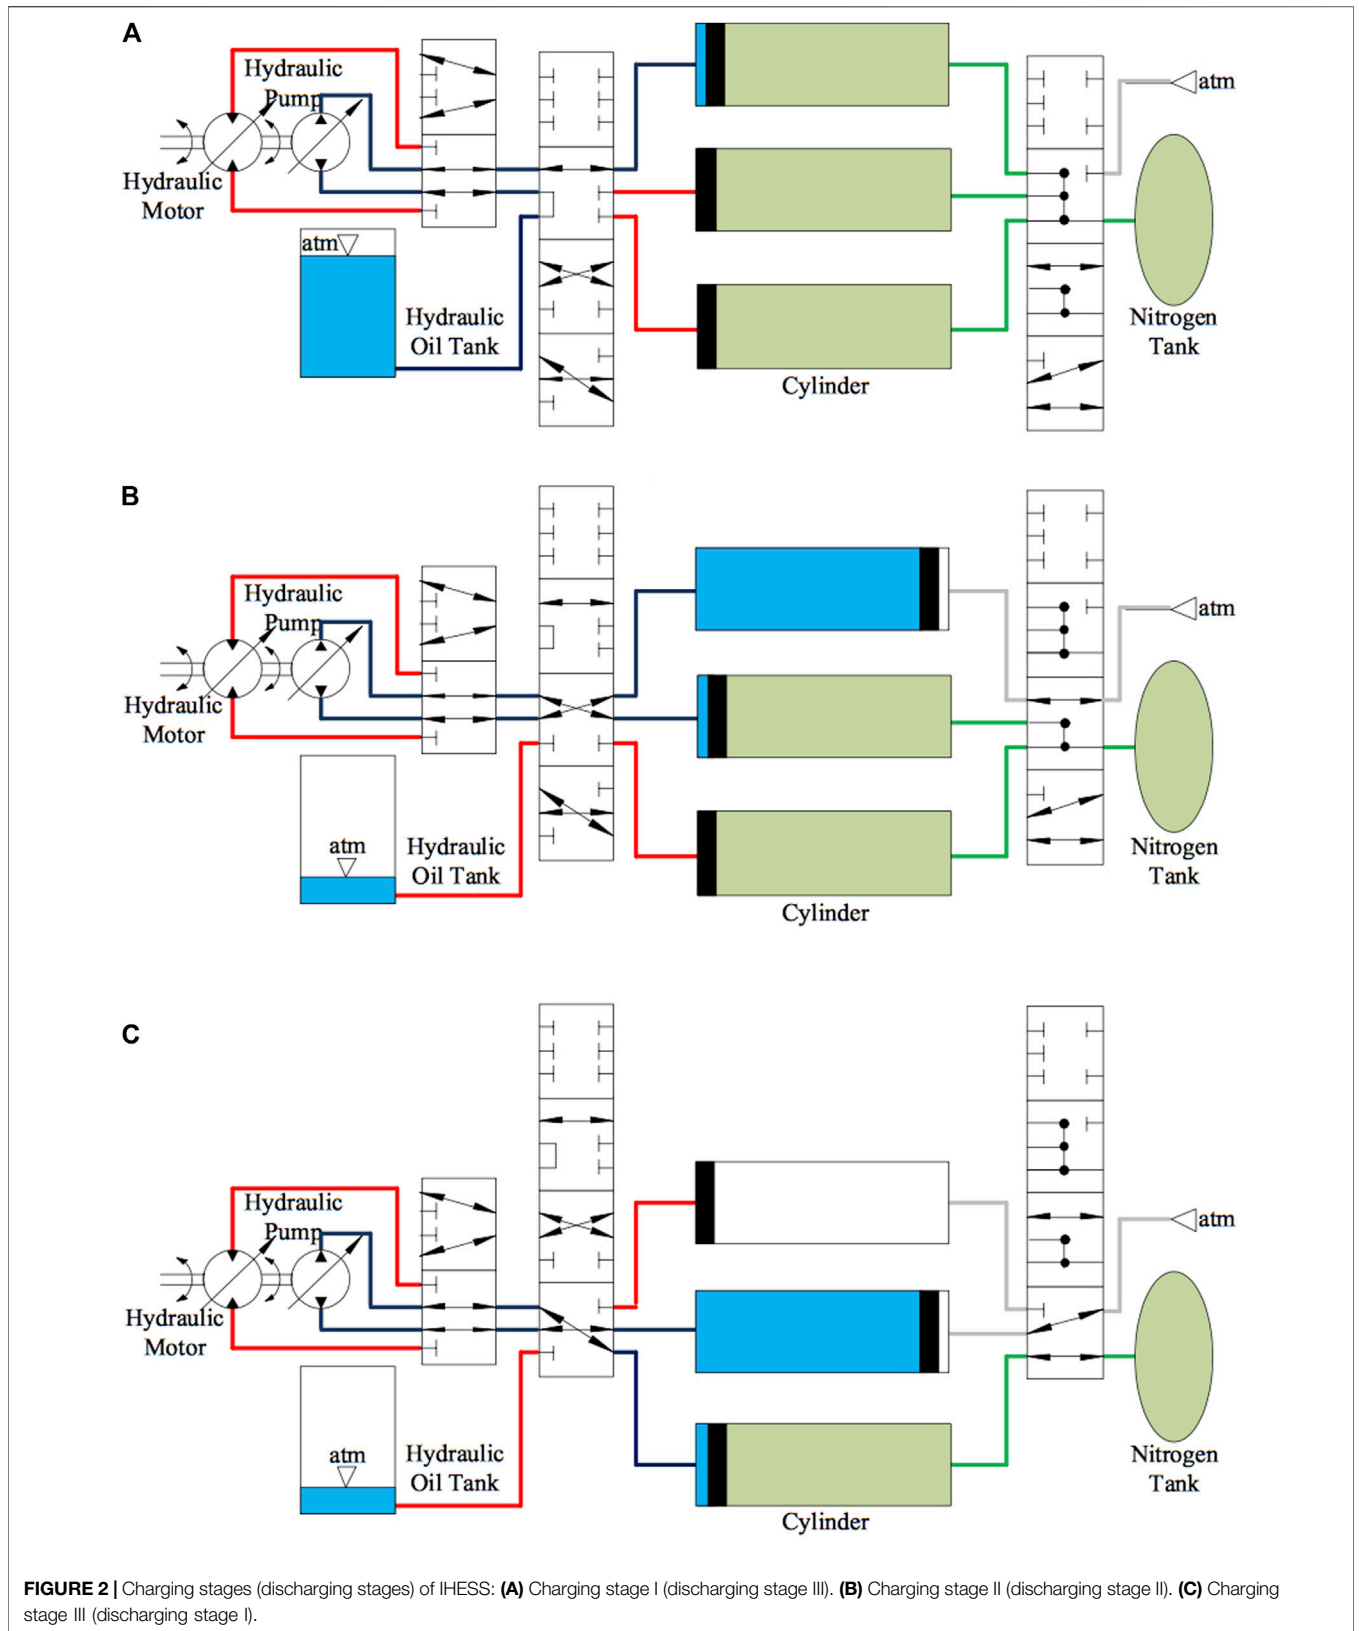 A
Hydraulic
Pump
Hydraulic
Motor
atm
Hydraulic
Oil Tank
Cylinder
atm
Nitrogen
Tank
B
Hydraulic
Pump
Hydraulic
Motor
atm
Hydraulic
Oil Tank
Cylinder
atm
Nitrogen
Tank
C
Hydraulic
Pump
Hydraulic
Motor
atm
Hydraulic
Oil Tank
Cylinder
atm
Nitrogen
Tank
FIGURE 2 | Charging stages (discharging stages) of IHESS: (A) Charging stage I (discharging stage III). (B) Charging stage II (discharging stage II). (C) Charging
stage III (discharging stage I).